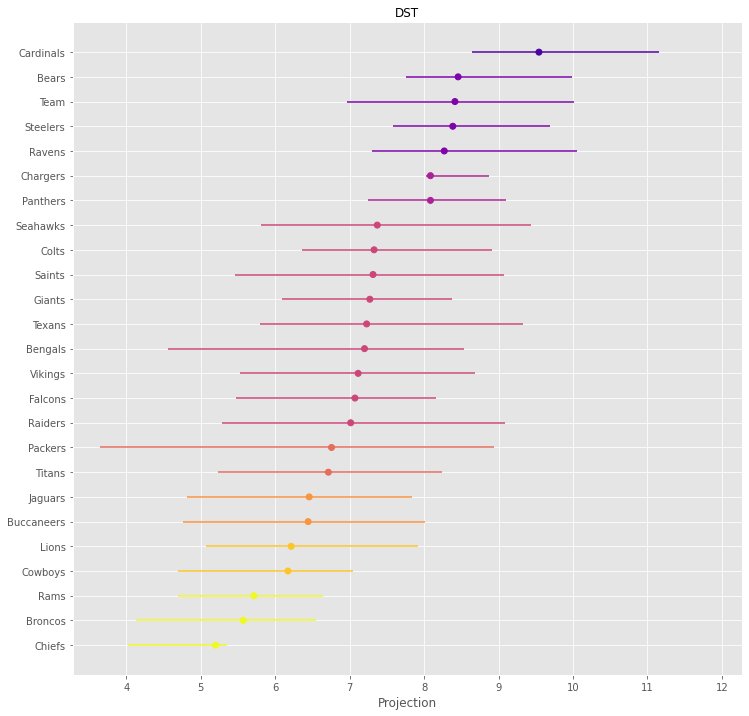 DST
Cardinals
Bears
Team
Steelers
Ravens
Chargers
Panthers
Seahawks
Colts
Saints
Giants
Texans
Bengals
Vikings
Falcons
Raiders
Packers
Titans
Jaguars
Buccaneers
Lions
Cowboys
Rams
Broncos
Chiefs
4 5 6 7 8 9 10 11 12
Projection